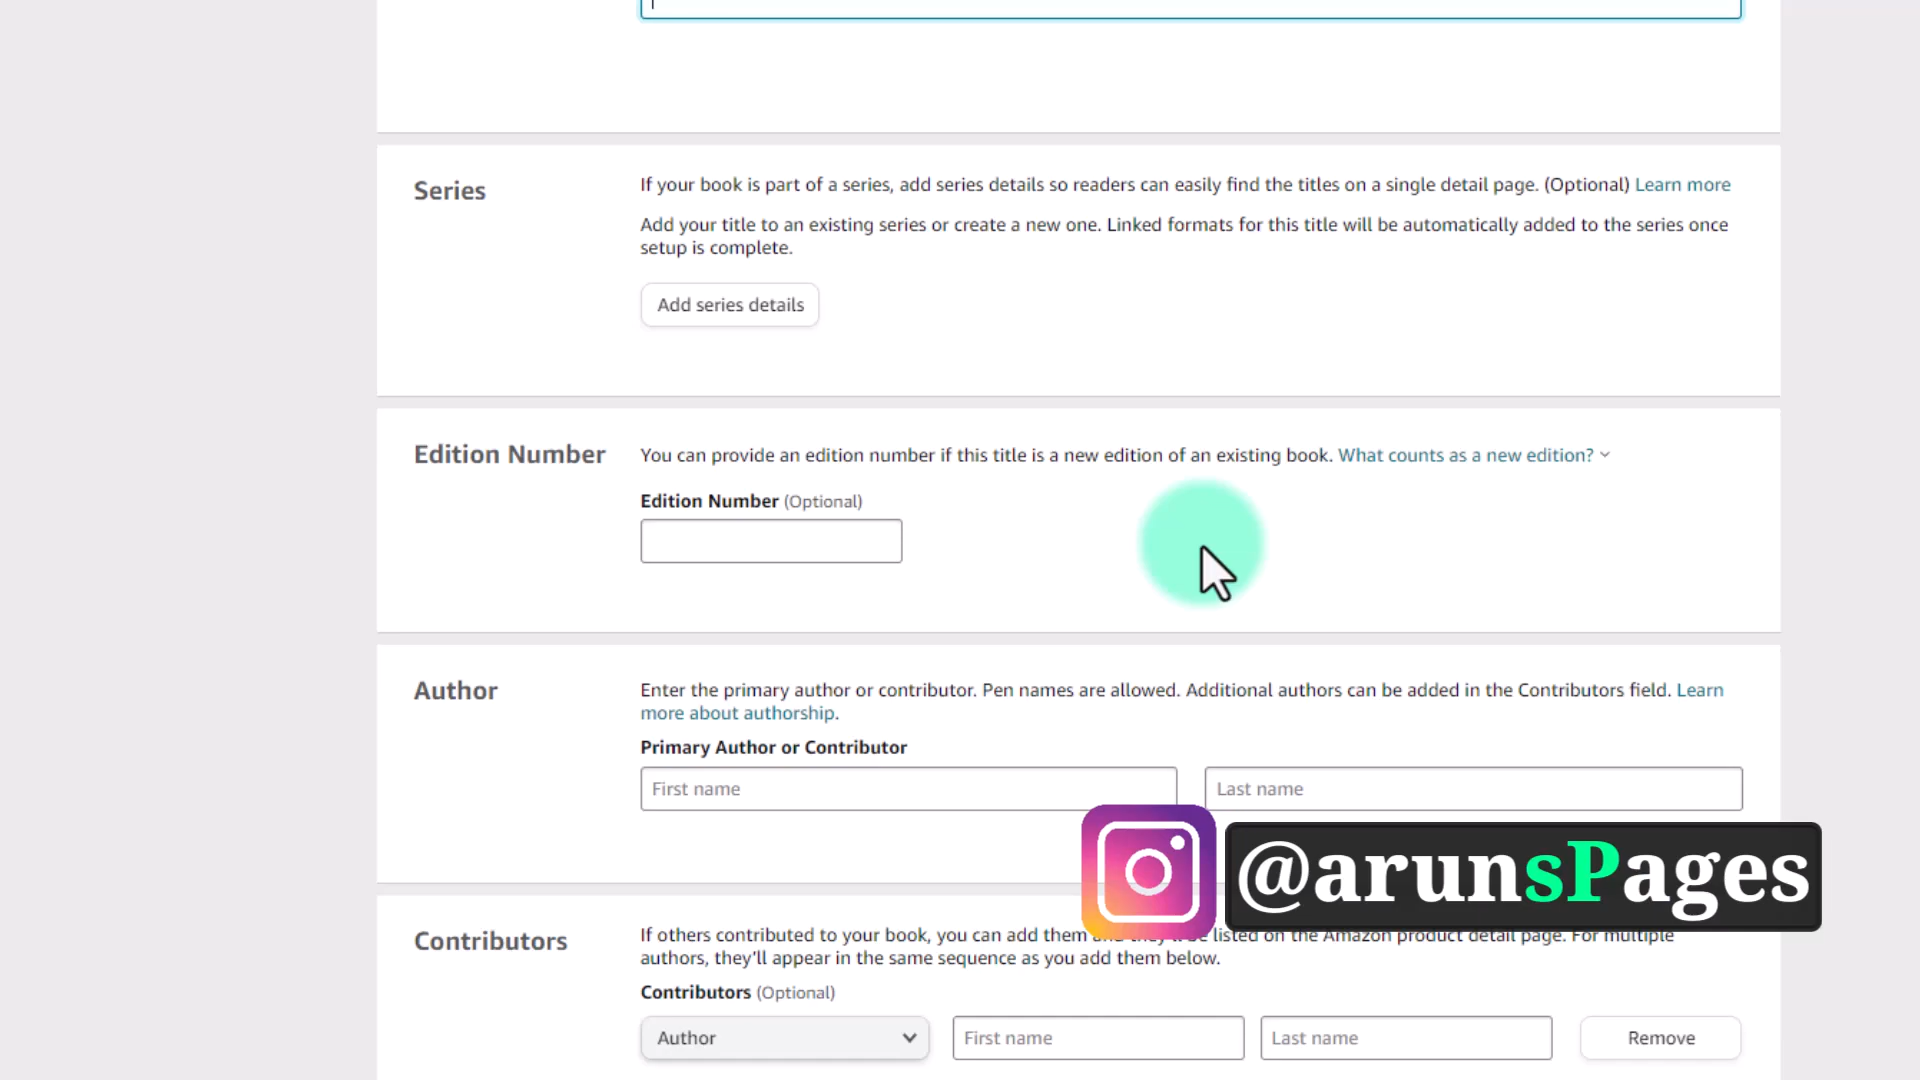 Series
If your book is part of a series, add series details so readers can easily find the titles on a single detail page. (Optional) Learn more
Add your title to an existing series or create a new one. Linked formats for this title will be automatically added to the series once
setup is complete.
Add series details
Edition Number
You can provide an edition number if this title is a new edition of an existing book. What counts as a new edition?
Edition Number (Optional)
Author
Enter the primary author or contributor. Pen names are allowed. Additional authors can be added in the Contributors field. Learn
more about authorship.
Primary Author or Contributor
First name
Last name
@arunsPages
Contributors
If others contributed to your book, you can add them listed on the Amazon product detail page. For multiple
authors, they'll appear in the same sequence as you add them below.
Contributors (Optional)
Author
First name
Last name
Remove